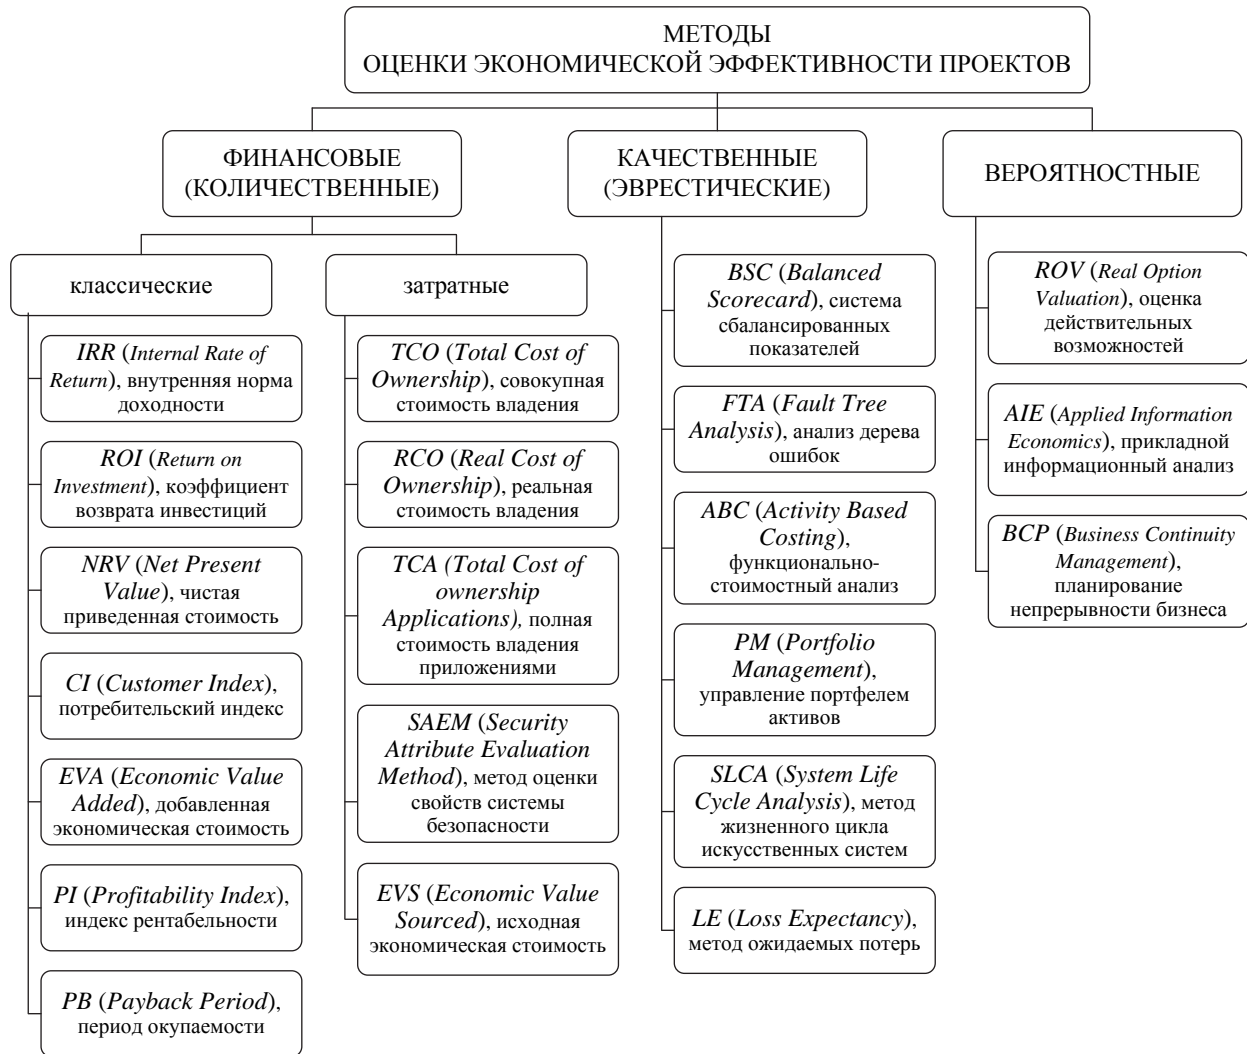 МЕТОДЫ
ОЦЕНКИ ЭКОНОМИЧЕСКОЙ ЭФФЕКТИВНОСТИ ПРОЕКТОВ
ФИНАНСОВЫЕ
(КОЛИЧЕСТВЕННЫЕ)
классические
IRR (Internal Rate of
Return), внутренняя норма
доходности
ROI (Return on
Investment), коэффициент
возврата инвестиций
NRV (Net Present
Value), чистая
приведенная стоимость
CI (Customer Index),
потребительский индекс
EVA (Economic Value
Added), добавленная
экономическая стоимость
PI (Profitability Index),
индекс рентабельности
PB (Payback Period),
период окупаемости
затратные
TCO (Total Cost of
Ownership), совокупная
стоимость владения
RCO (Real Cost of
Ownership), реальная
стоимость владения
TCA (Total Cost of
ownership
Applications), полная
стоимость владения
приложениями
SAEM (Security
Attribute Evaluation
Method), метод оценки
свойств системы
безопасности
EVS (Economic Value
Sourced), исходная
экономическая стоимость
КАЧЕСТВЕННЫЕ
(ЭВРЕСТИЧЕСКИЕ)
BSC (Balanced
Scorecard), система
сбалансированных
показателей
FTA (Fault Tree
Analysis), анализ дерева
ошибок
ABC (Activity Based
Costing),
функционально-
стоимостный анализ
PM (Portfolio
Management),
управление портфелем
активов
SLCA (System Life
Cycle Analysis), метод
жизненного цикла
искусственных систем
LE (Loss Expectancy),
метод ожидаемых потерь
ВЕРОЯТНОСТНЫЕ
ROV (Real Option
Valuation), оценка
действительных
возможностей
AIE (Applied Information
Economics), прикладной
информационный анализ
BCP (Business Continuity
Management),
планирование
непрерывности бизнеса